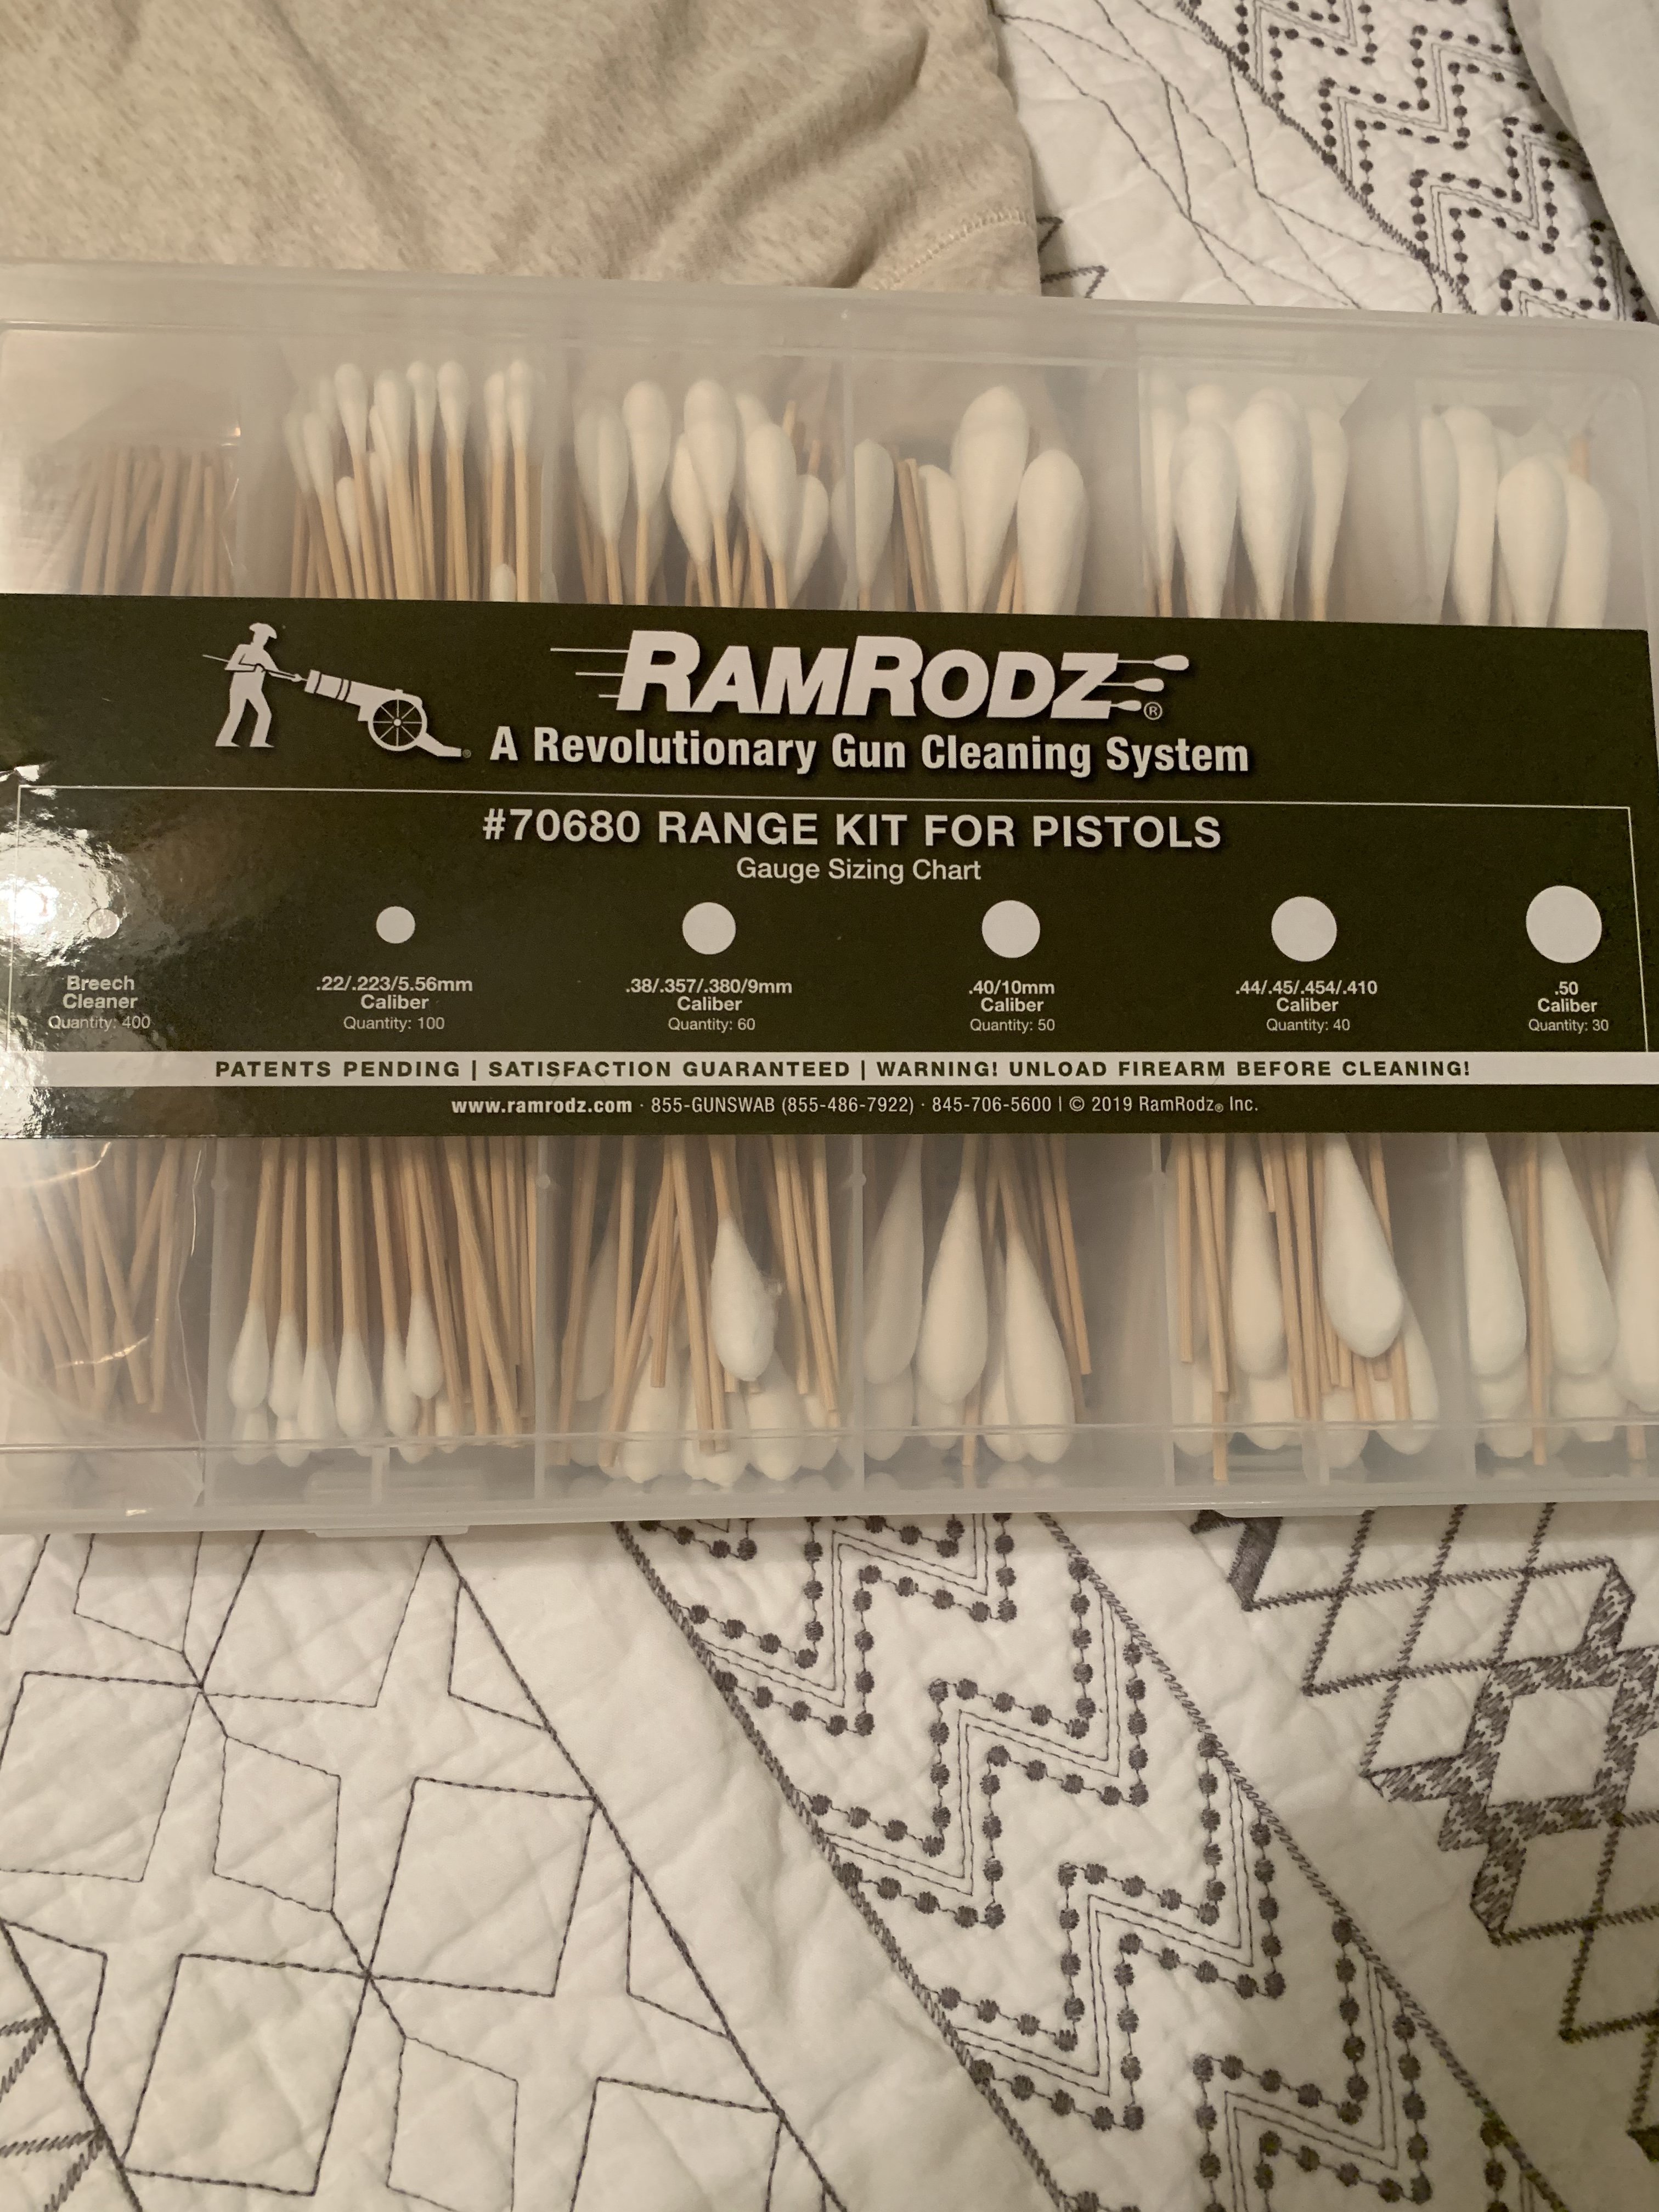 RAMRODZ®
A Revolutionary Gun Cleaning System
#70680 RANGE KIT FOR PISTOLS
Gauge Sizing Chart
Breech
Cleaner
Quantity: 400
.22/.223/5.56mm
Caliber
Quantity: 100
.38/.357/.380/9mm
Caliber
Quantity: 60
.40/10mm
Caliber
Quantity: 50
.44/.45/.454/.410
Caliber
Quantity: 40
.50
Caliber
Quantity: 30
PATENTS PENDING | SATISFACTION GUARANTEED | WARNING! UNLOAD FIREARM BEFORE CLEANING!
www.ramrodz.com · 855-GUNSWAB (855-486-7922) · 845-706-5600 | © 2019 RamRodz® Inc.